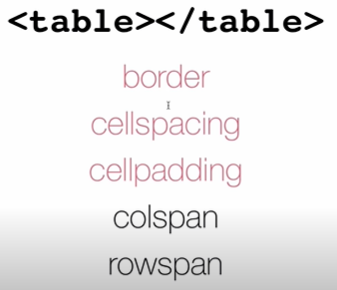 <table></table>
border
cellspacing
cellpadding
colspan
rowspan